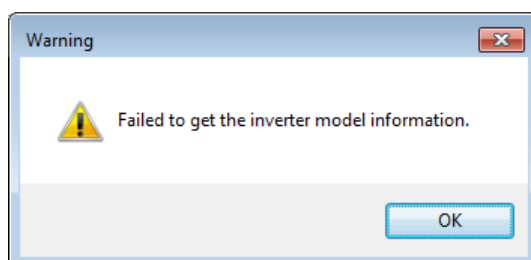 Warning
Failed to get the inverter model information.
OK